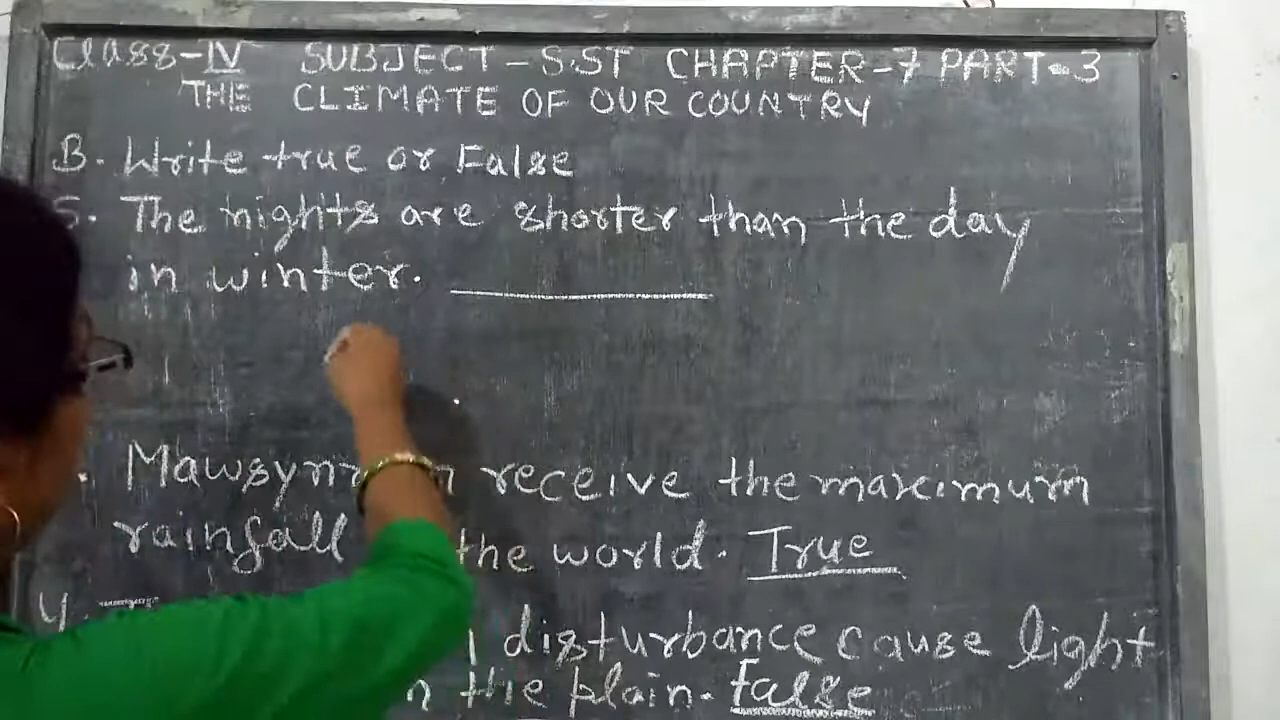 Class-IV SUBJECT-S.ST CHAPTER-7 PART-3
THE CLIMATE OF OUR COUNTRY
B. Write true or False
5. The nights are shorter than the day
in winter.
receive the maximum
rainfall the world. True
4.
disturbance cause light
the plain. False